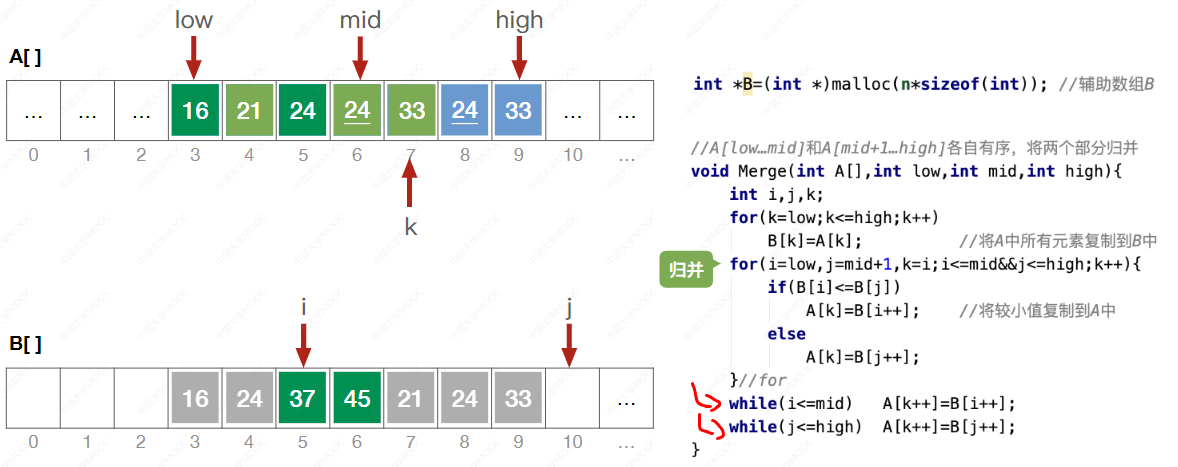 low mid high
A[ ]
... ... ... 16 21 24 24 33 24 33 ... ...
0 1 2 3 4 5 6 7 8 9 10 ...
k
i j
B[ ]
16 24 37 45 21 24 33 ...
0 1 2 3 4 5 6 7 8 9 10 ...
int *B=(int *)malloc(n*sizeof(int)); //辅助数组B
//A[low…mid]和A[mid+1…high]各自有序，将两个部分归并
void Merge(int A[],int low,int mid,int high){
int i,j,k;
for(k=low;k<=high;k++)
B[k]=A[k]; //将A中所有元素复制到B中
归并
for(i=low,j=mid+1,k=i;i<=mid&&j<=high;k++){
if(B[i]<=B[j])
A[k]=B[i++]; //将较小值复制到A中
else
A[k]=B[j++];
}//for
while(i<=mid) A[k++]=B[i++];
while(j<=high) A[k++]=B[j++];
}